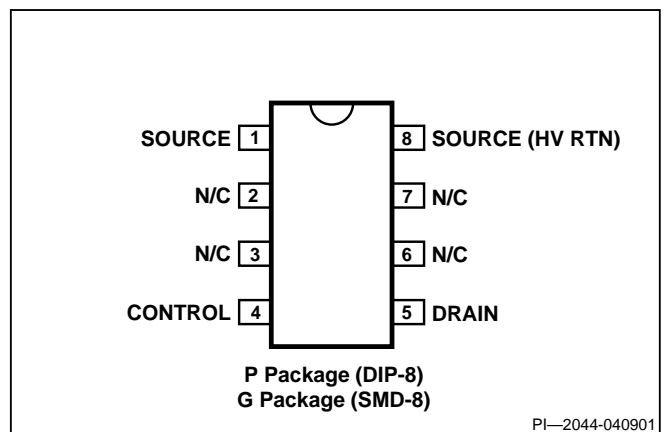 SOURCE 1 8 SOURCE (HV RTN)
N/C 2 7 N/C
N/C 3 6 N/C
CONTROL 4 5 DRAIN
P Package (DIP-8)
G Package (SMD-8)
PI—2044-040901